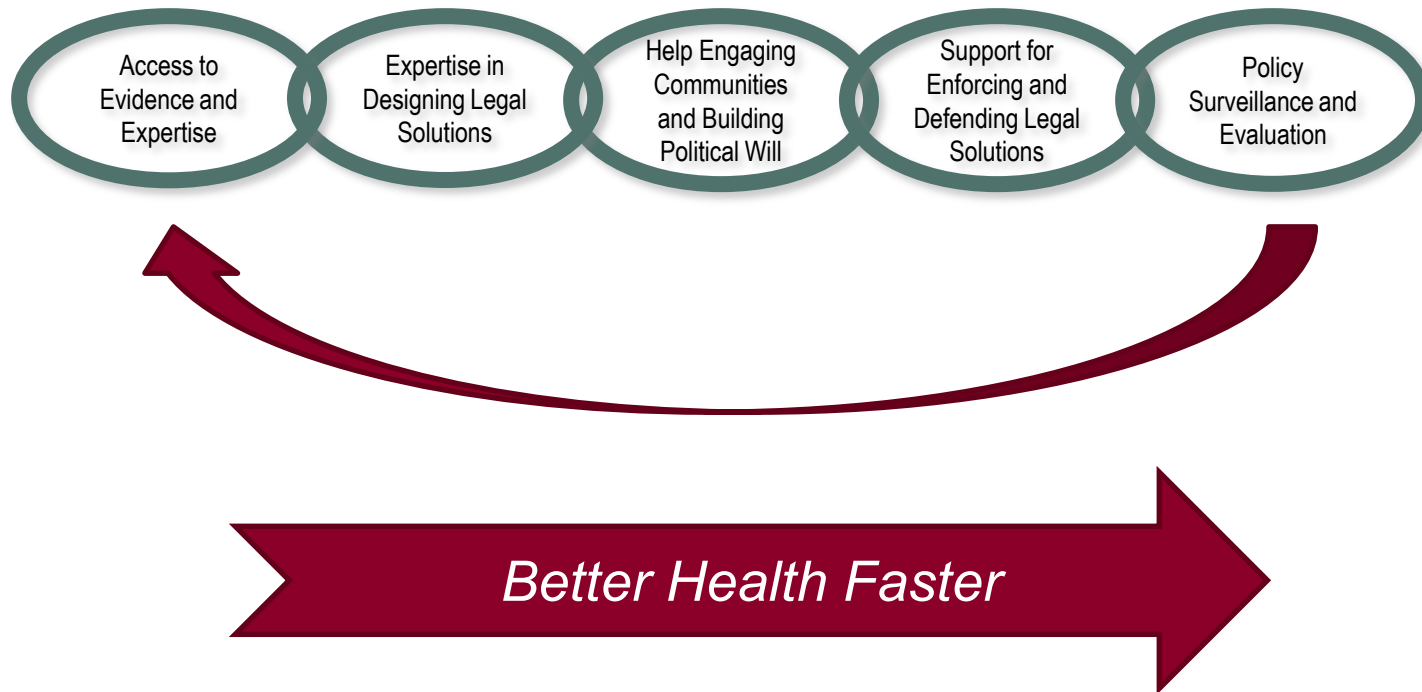 Access to
Evidence and
Expertise
Expertise in
Designing Legal
Solutions
Help Engaging
Communities
and Building
Political Will
Support for
Enforcing and
Defending Legal
Solutions
Policy
Surveillance and
Evaluation
Better Health Faster